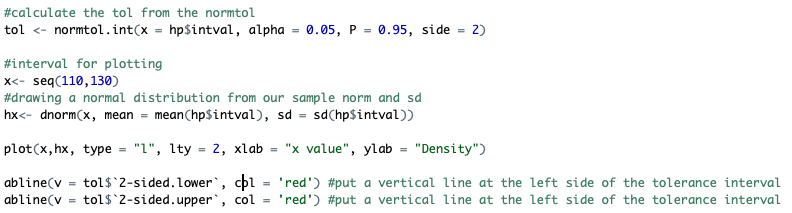 #calculate the tol from the normtol
tol <- normtol.int(x = hp$intval, alpha = 0.05, P = 0.95, side = 2)
#interval for plotting
x<- seq(110,130)
#drawing a normal distribution from our sample norm and sd
hx<- dnorm(x, mean = mean(hp$intval), sd = sd(hp$intval))
plot(x,hx, type = "l", lty = 2, xlab = "x value", ylab = "Density")
abline(v = tol$`2-sided.lower`, col = 'red') #put a vertical line at the left side of the tolerance interval
abline(v = tol$`2-sided.upper`, col = 'red') #put a vertical line at the left side of the tolerance interval